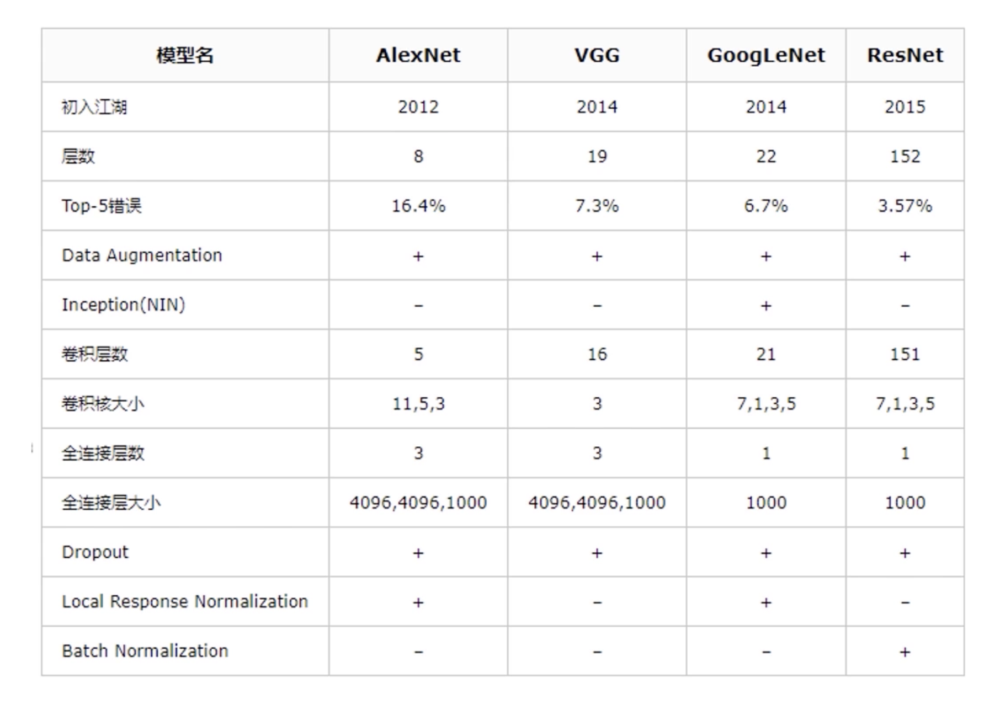 模型名 AlexNet VGG GoogLeNet ResNet
初入江湖 2012 2014 2014 2015
层数 8 19 22 152
Top-5错误 16.4% 7.3% 6.7% 3.57%
Data Augmentation + + + +
Inception(NIN) – – + –
卷积层数 5 16 21 151
卷积核大小 11,5,3 3 7,1,3,5 7,1,3,5
全连接层数 3 3 1 1
全连接层大小 4096,4096,1000 4096,4096,1000 1000 1000
Dropout + + + +
Local Response Normalization + – + –
Batch Normalization – – – +